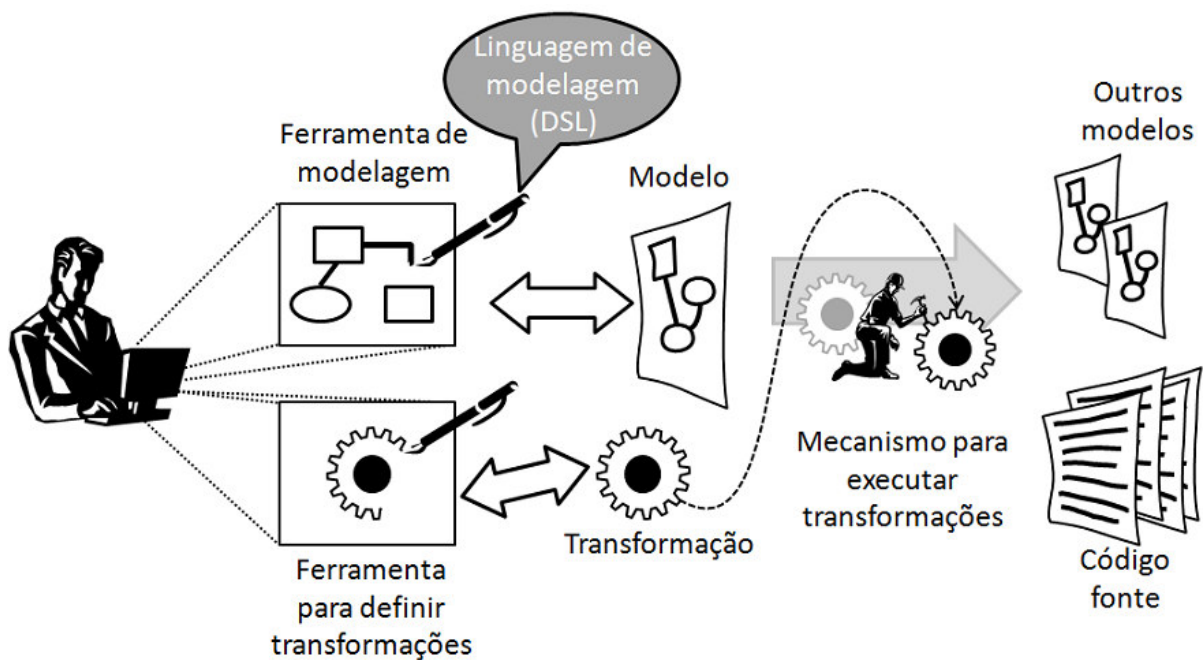 Linguagem de
modelagem
(DSL)
Ferramenta de
modelagem
Modelo
Outros
modelos
Mecanismo para
executar
transformações
Transformação
Ferramenta
para definir
transformações
Código
fonte